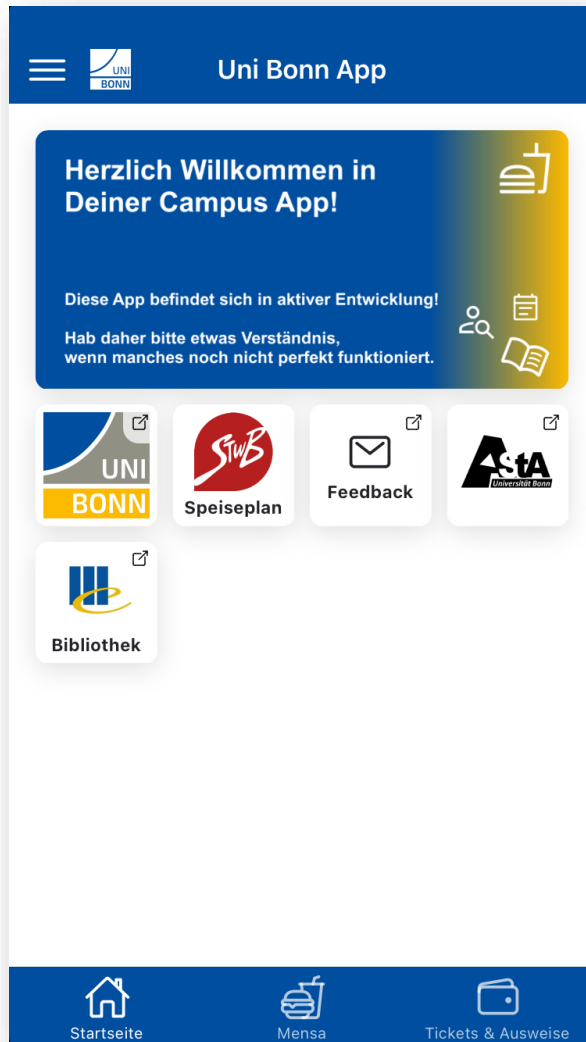 UNI
BONN
Uni Bonn App
Herzlich Willkommen in
Deiner Campus App!
Diese App befindet sich in aktiver Entwicklung!
Hab daher bitte etwas Verständnis,
wenn manches noch nicht perfekt funktioniert.
UNI
BONN
STWB
Speiseplan
Feedback
AStA
Universität Bonn
Bibliothek
Startseite
Mensa
Tickets & Ausweise